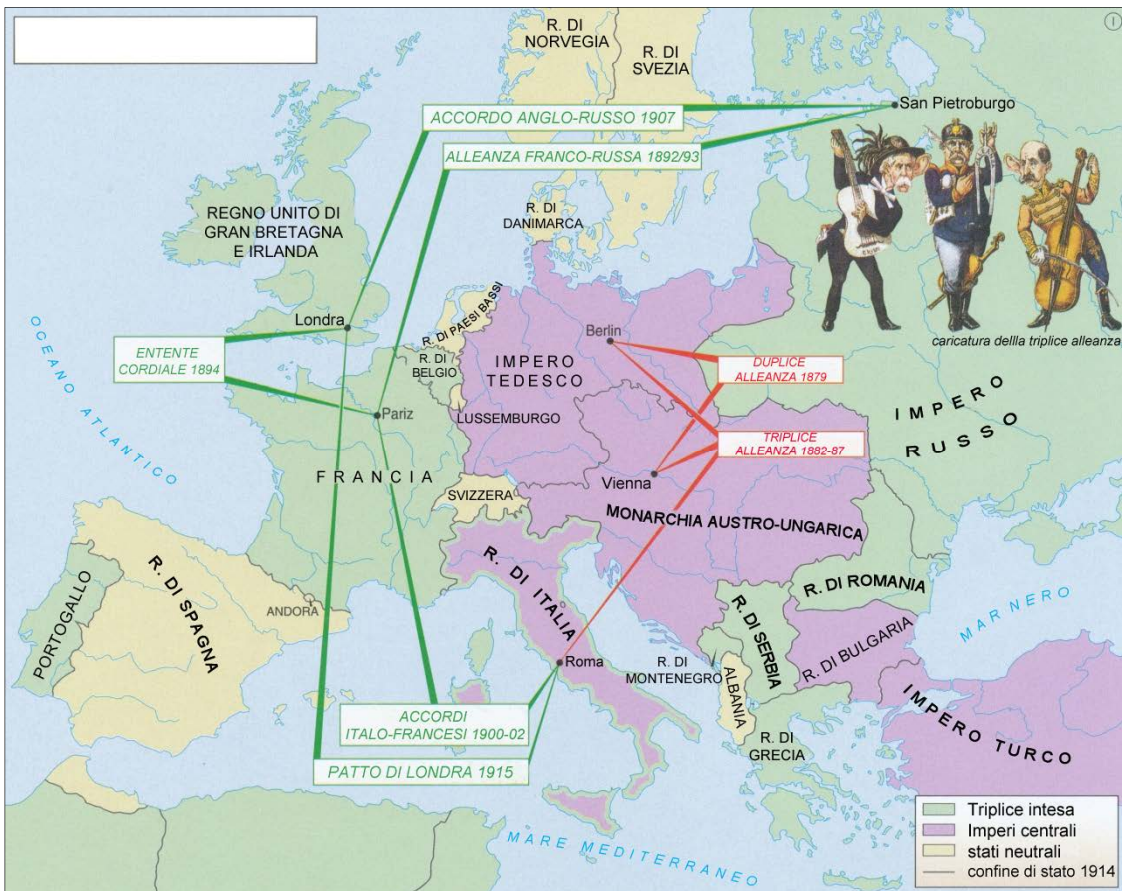 R. DI
NORVEGIA
R. DI
SVEZIA
San Pietroburgo
ACCORDO ANGLO-RUSSO 1907
ALLEANZA FRANCO-RUSSA 1892/93
REGNO UNITO DI
GRAN BRETAGNA
E IRLANDA
R. DI
DANIMARCA
Londra
R. DI PAESI BASSI
Berlin
caricatura dellla triplice alleanza
OCEANO ATLANTICO
ENTENTE
CORDIALE 1894
R. DI
BELGIO
IMPERO
TEDESCO
DUPLICE
ALLEANZA 1879
IMPERO
RUSSO
Pariz
LUSSEMBURGO
TRIPLICE
ALLEANZA 1882-87
FRANCIA
Vienna
SVIZZERA
MONARCHIA AUSTRO-UNGARICA
R. DI ITALIA
R. DI ROMANIA
MAR NERO
PORTOGALLO
R. DI SPAGNA
ANDORA
R. DI SERBIA
R. DI BULGARIA
Roma
R. DI
MONTENEGRO
ALBANIA
IMPERO TURCO
ACCORDI
ITALO-FRANCESI 1900-02
R. DI
GRECIA
PATTO DI LONDRA 1915
MARE MEDITERRANEO
Triplice intesa
Imperi centrali
stati neutrali
confine di stato 1914